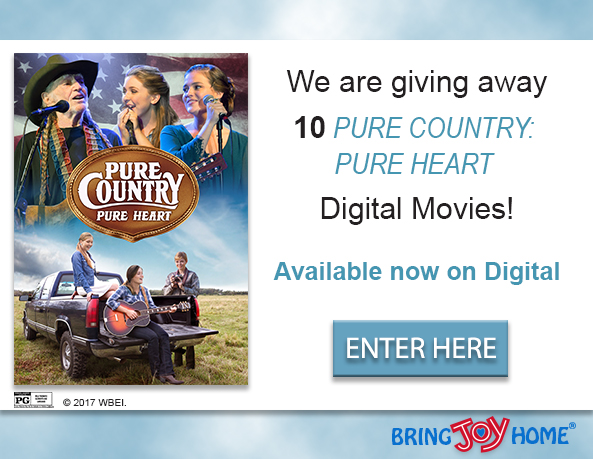 PURE
COUNTRY
PURE HEART
PG
© 2017 WBEI.
We are giving away
10 PURE COUNTRY:
PURE HEART
Digital Movies!
Available now on Digital
ENTER HERE
BRING JOY HOME®